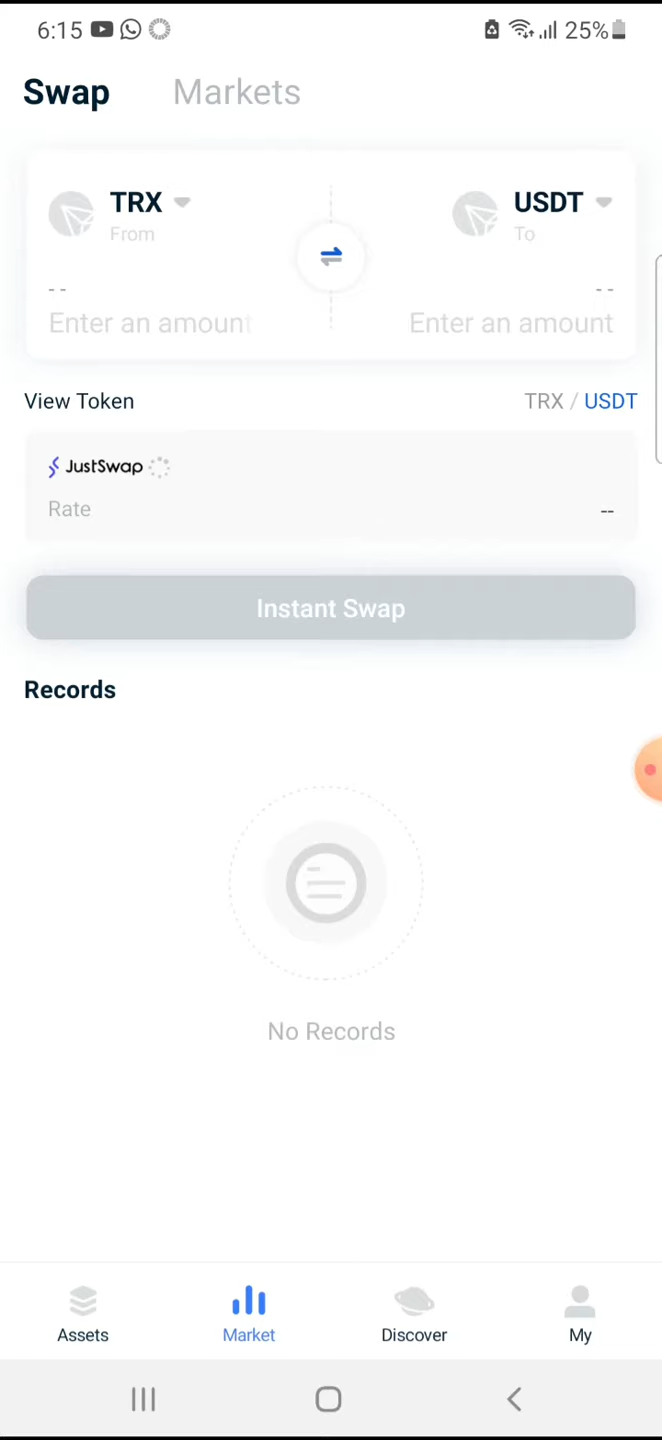 6:15 25%
Swap Markets
TRX USDT
From To
-- --
Enter an amount Enter an amount
View Token TRX / USDT
JustSwap
Rate --
Instant Swap
Records
No Records
Assets Market Discover My